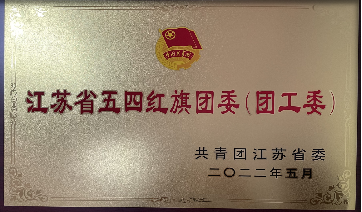 江苏省五四红旗团委（团工委）
共青团江苏省委
二〇二二年五月